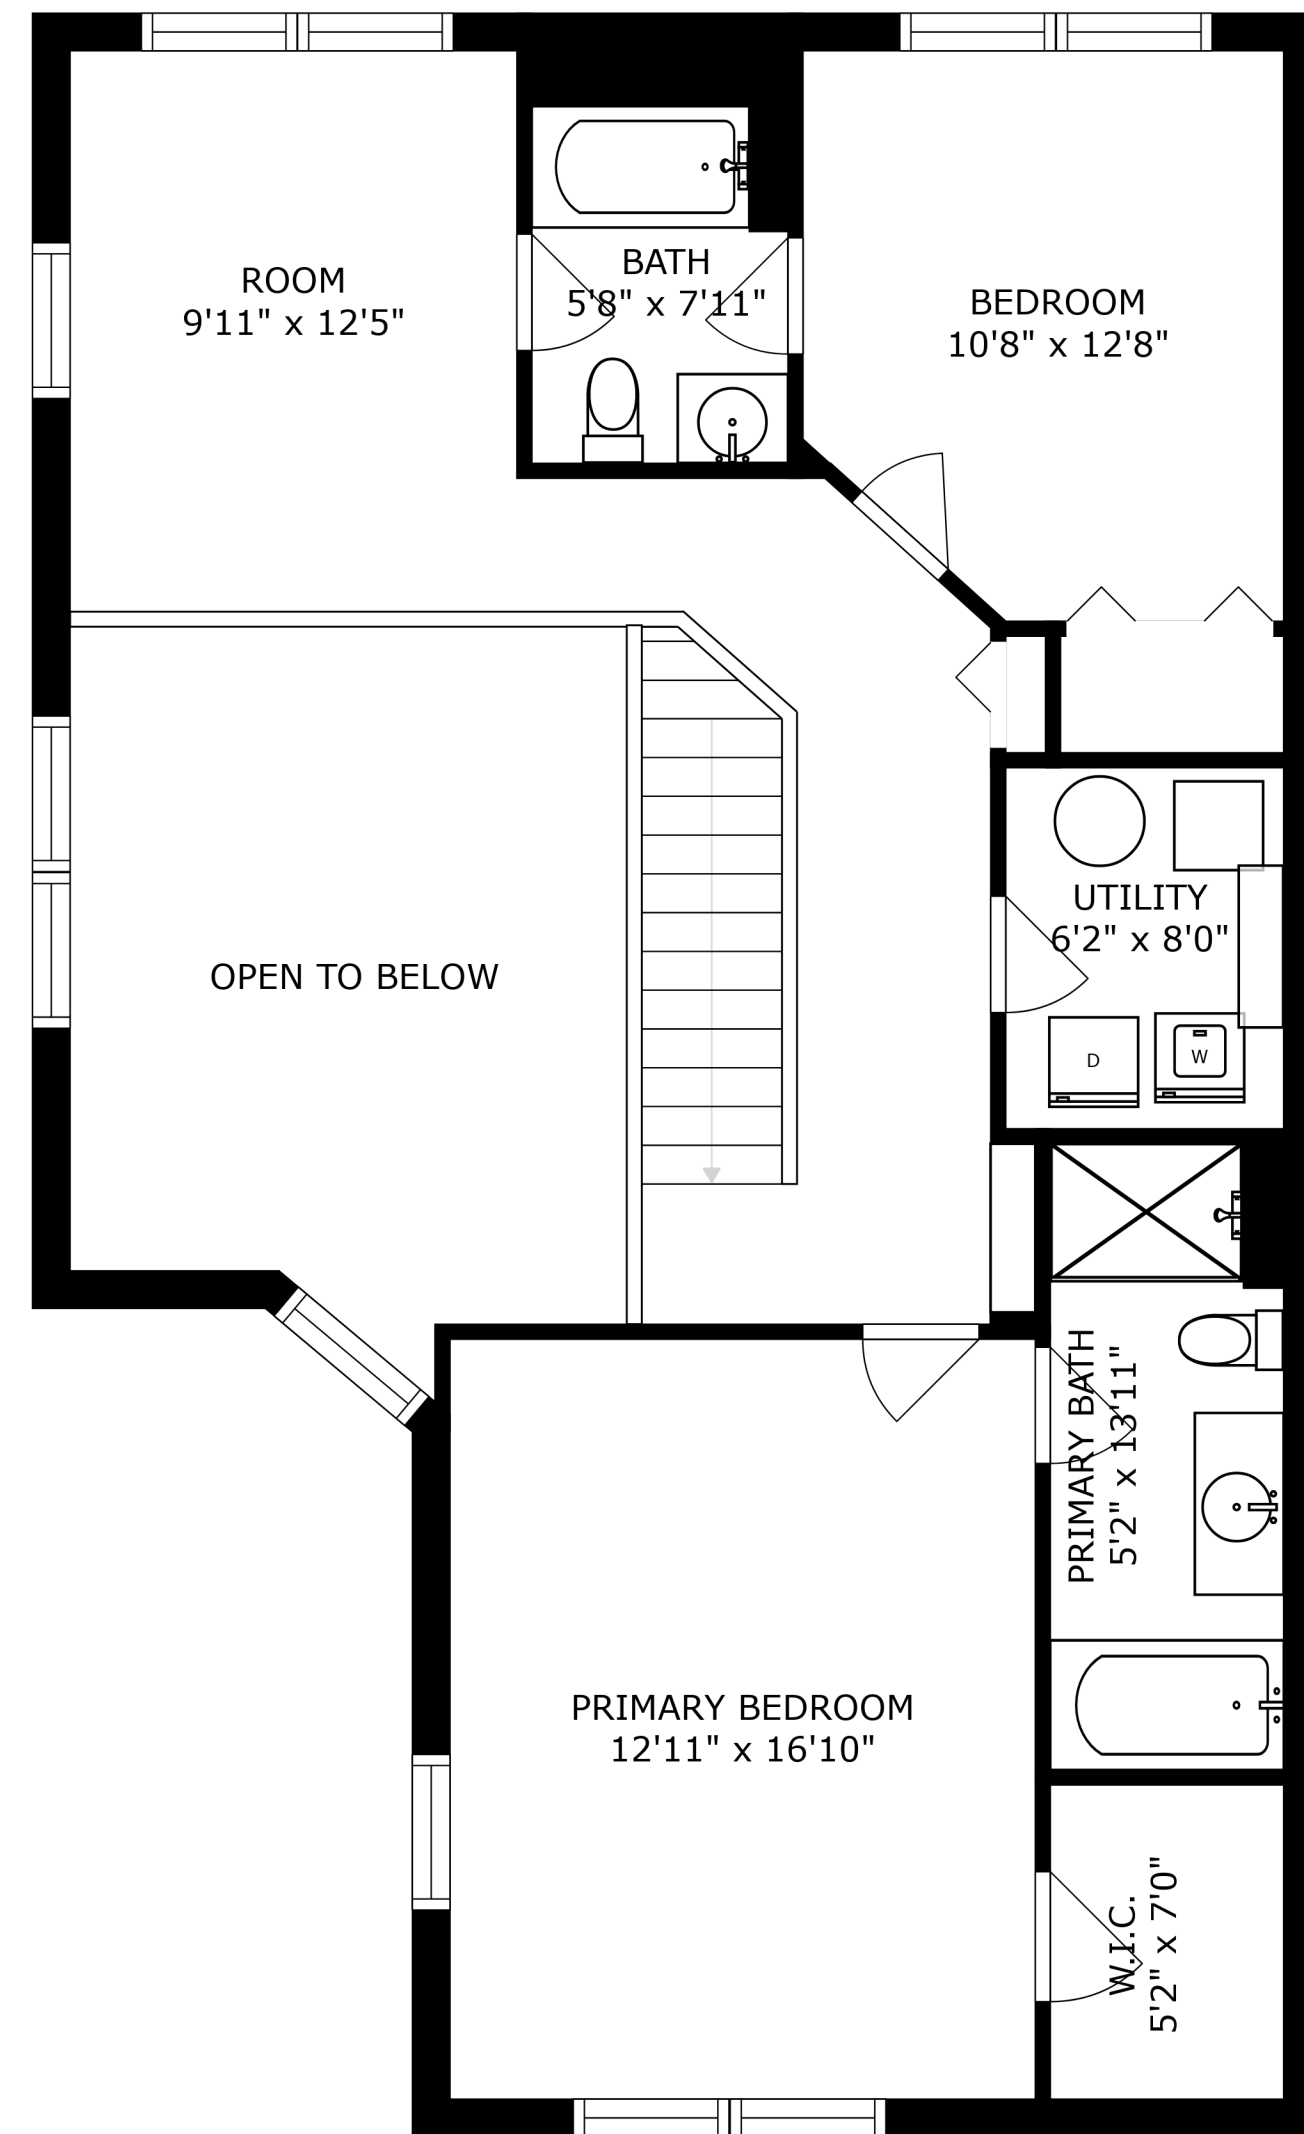 ROOM
9'11" x 12'5"
BATH
5'8" x 7'11"
BEDROOM
10'8" x 12'8"
UTILITY
6'2" x 8'0"
OPEN TO BELOW
D
W
PRIMARY BATH
5'2" x 13'11"
PRIMARY BEDROOM
12'11" x 16'10"
W.I.C.
5'2" x 7'0"